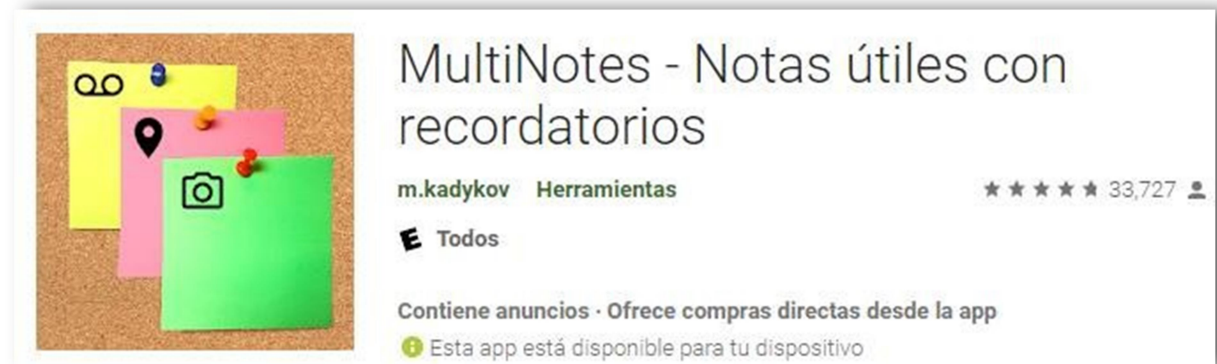 MultiNotes - Notas útiles con
recordatorios
m.kadykov Herramientas 33,727
E Todos
Contiene anuncios · Ofrece compras directas desde la app
Esta app está disponible para tu dispositivo